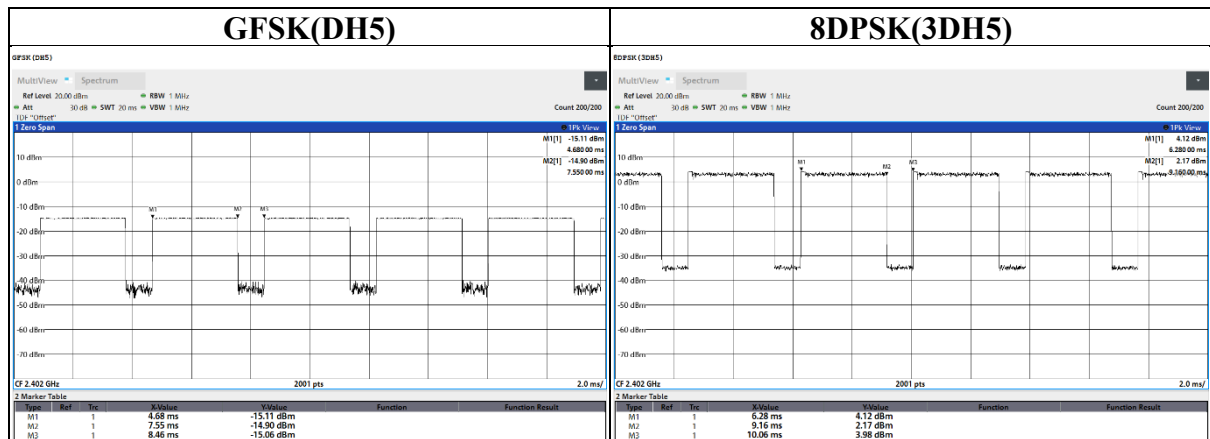 GFSK(DH5)
8DPSK(3DH5)
GFSK (DH5)
MultiView Spectrum
Ref Level 20.00 dBm RBW 1 MHz
Att 30 dB SWT 20 ms VBW 1 MHz Count 200/200
TDF "Offset"
1 Zero Span 1Pk View
M1[1] -15.11 dBm
4.680 00 ms
M2[1] -14.90 dBm
7.550 00 ms
10 dBm
0 dBm
-10 dBm
M1 M2 M3
-20 dBm
-30 dBm
-40 dBm
-50 dBm
-60 dBm
-70 dBm
CF 2.402 GHz 2001 pts 2.0 ms/
2 Marker Table
Type Ref Trc X-Value Y-Value Function Function Result
M1 1 4.68 ms -15.11 dBm
M2 1 7.55 ms -14.90 dBm
M3 1 8.46 ms -15.06 dBm
8DPSK (3DH5)
MultiView Spectrum
Ref Level 20.00 dBm RBW 1 MHz
Att 30 dB SWT 20 ms VBW 1 MHz Count 200/200
TDF "Offset"
1 Zero Span 1Pk View
M1[1] 4.12 dBm
6.280 00 ms
M2[1] 2.17 dBm
9.160 00 ms
10 dBm
M1 M2 M3
0 dBm
-10 dBm
-20 dBm
-30 dBm
-40 dBm
-50 dBm
-60 dBm
-70 dBm
CF 2.402 GHz 2001 pts 2.0 ms/
2 Marker Table
Type Ref Trc X-Value Y-Value Function Function Result
M1 1 6.28 ms 4.12 dBm
M2 1 9.16 ms 2.17 dBm
M3 1 10.06 ms 3.98 dBm